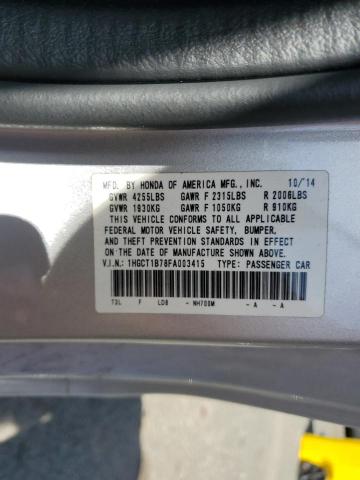 MFD. BY HONDA OF AMERICA MFG., INC. 10/14
GVWR 4255LBS GAWR F 2315LBS R 2006LBS
GVWR 1930KG GAWR F 1050KG R 910KG
THIS VEHICLE CONFORMS TO ALL APPLICABLE
FEDERAL MOTOR VEHICLE SAFETY, BUMPER,
AND THEFT PREVENTION STANDARDS IN EFFECT
ON THE DATE OF MANUFACTURE SHOWN ABOVE.
V.I.N.: 1HGCT1B78FA003415 TYPE: PASSENGER CAR
T3L F LD8 - NH700M - A - A